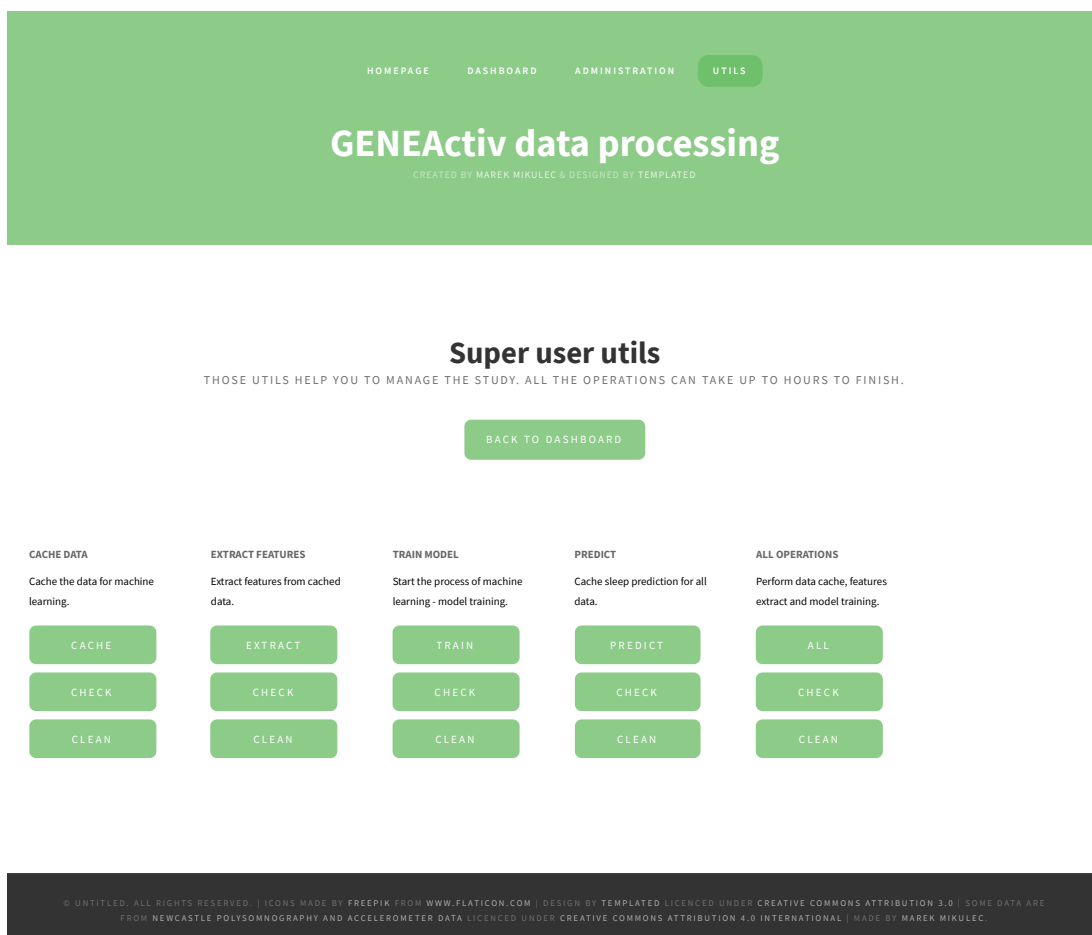 HOMEPAGE DASHBOARD ADMINISTRATION UTILS
GENEActiv data processing
CREATED BY MAREK MIKULEC & DESIGNED BY TEMPLATED
Super user utils
THOSE UTILS HELP YOU TO MANAGE THE STUDY. ALL THE OPERATIONS CAN TAKE UP TO HOURS TO FINISH.
BACK TO DASHBOARD
CACHE DATA
Cache the data for machine
learning.
CACHE
CHECK
CLEAN
EXTRACT FEATURES
Extract features from cached
data.
EXTRACT
CHECK
CLEAN
TRAIN MODEL
Start the process of machine
learning - model training.
TRAIN
CHECK
CLEAN
PREDICT
Cache sleep prediction for all
data.
PREDICT
CHECK
CLEAN
ALL OPERATIONS
Perform data cache, features
extract and model training.
ALL
CHECK
CLEAN
© UNTITLED. ALL RIGHTS RESERVED. | ICONS MADE BY FREEPIK FROM WWW.FLATICON.COM | DESIGN BY TEMPLATED LICENCED UNDER CREATIVE COMMONS ATTRIBUTION 3.0 | SOME DATA ARE
FROM NEWCASTLE POLYSOMNOGRAPHY AND ACCELEROMETER DATA LICENCED UNDER CREATIVE COMMONS ATTRIBUTION 4.0 INTERNATIONAL | MADE BY MAREK MIKULEC.